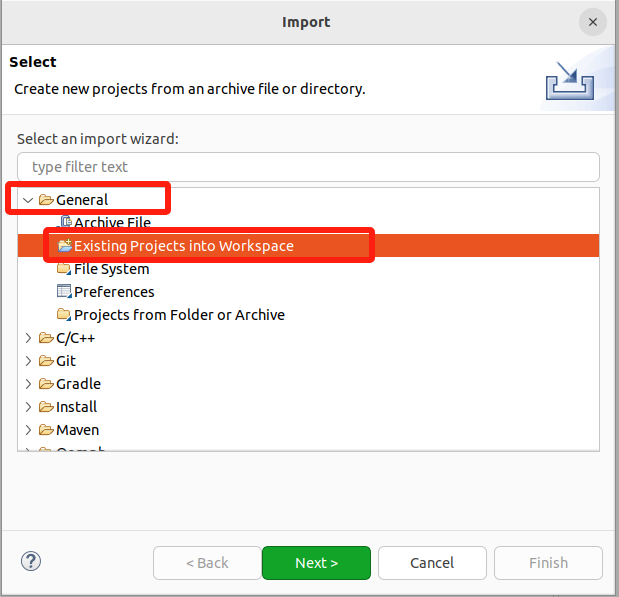 Import
Select
Create new projects from an archive file or directory.
Select an import wizard:
type filter text
General
Archive File
Existing Projects into Workspace
File System
Preferences
Projects from Folder or Archive
C/C++
Git
Gradle
Install
Maven
< Back
Next >
Cancel
Finish